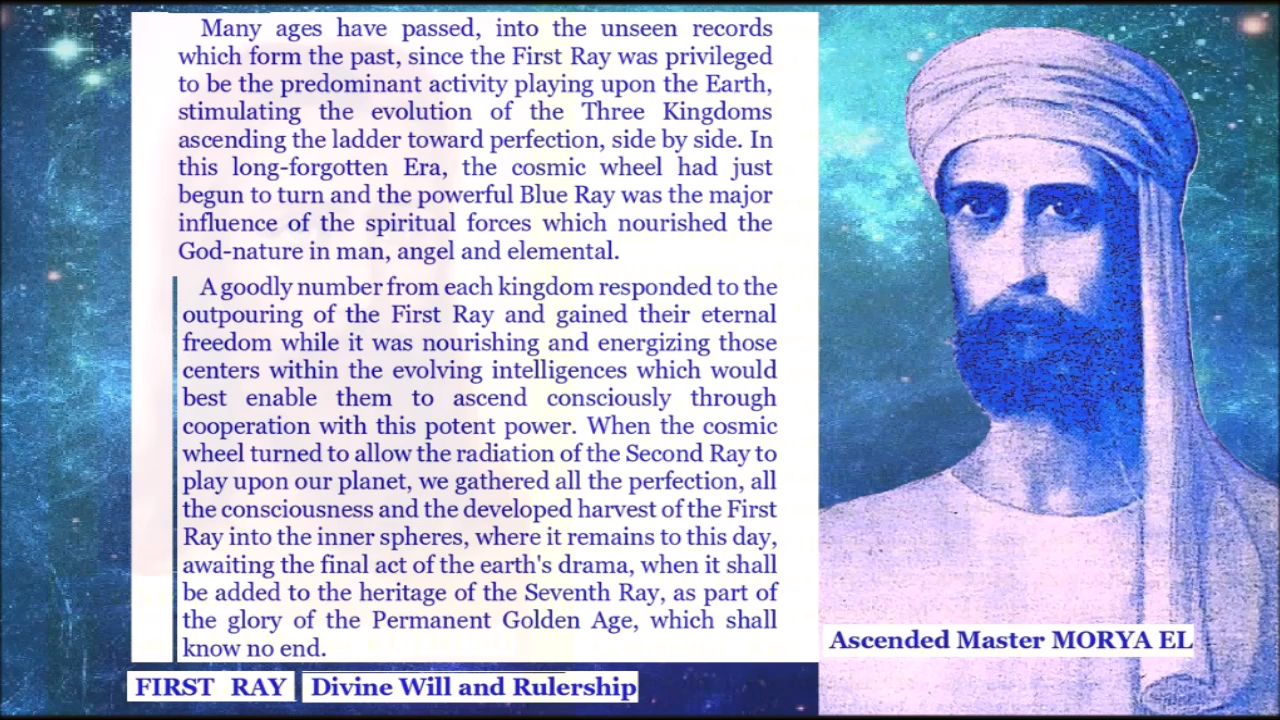 Many ages have passed, into the unseen records
which form the past, since the First Ray was privileged
to be the predominant activity playing upon the Earth,
stimulating the evolution of the Three Kingdoms
ascending the ladder toward perfection, side by side. In
this long-forgotten Era, the cosmic wheel had just
begun to turn and the powerful Blue Ray was the major
influence of the spiritual forces which nourished the
God-nature in man, angel and elemental.
A goodly number from each kingdom responded to the
outpouring of the First Ray and gained their eternal
freedom while it was nourishing and energizing those
centers within the evolving intelligences which would
best enable them to ascend consciously through
cooperation with this potent power. When the cosmic
wheel turned to allow the radiation of the Second Ray to
play upon our planet, we gathered all the perfection, all
the consciousness and the developed harvest of the First
Ray into the inner spheres, where it remains to this day,
awaiting the final act of the earth's drama, when it shall
be added to the heritage of the Seventh Ray, as part of
the glory of the Permanent Golden Age, which shall
know no end.
Ascended Master MORYA EL
FIRST RAY Divine Will and Rulership